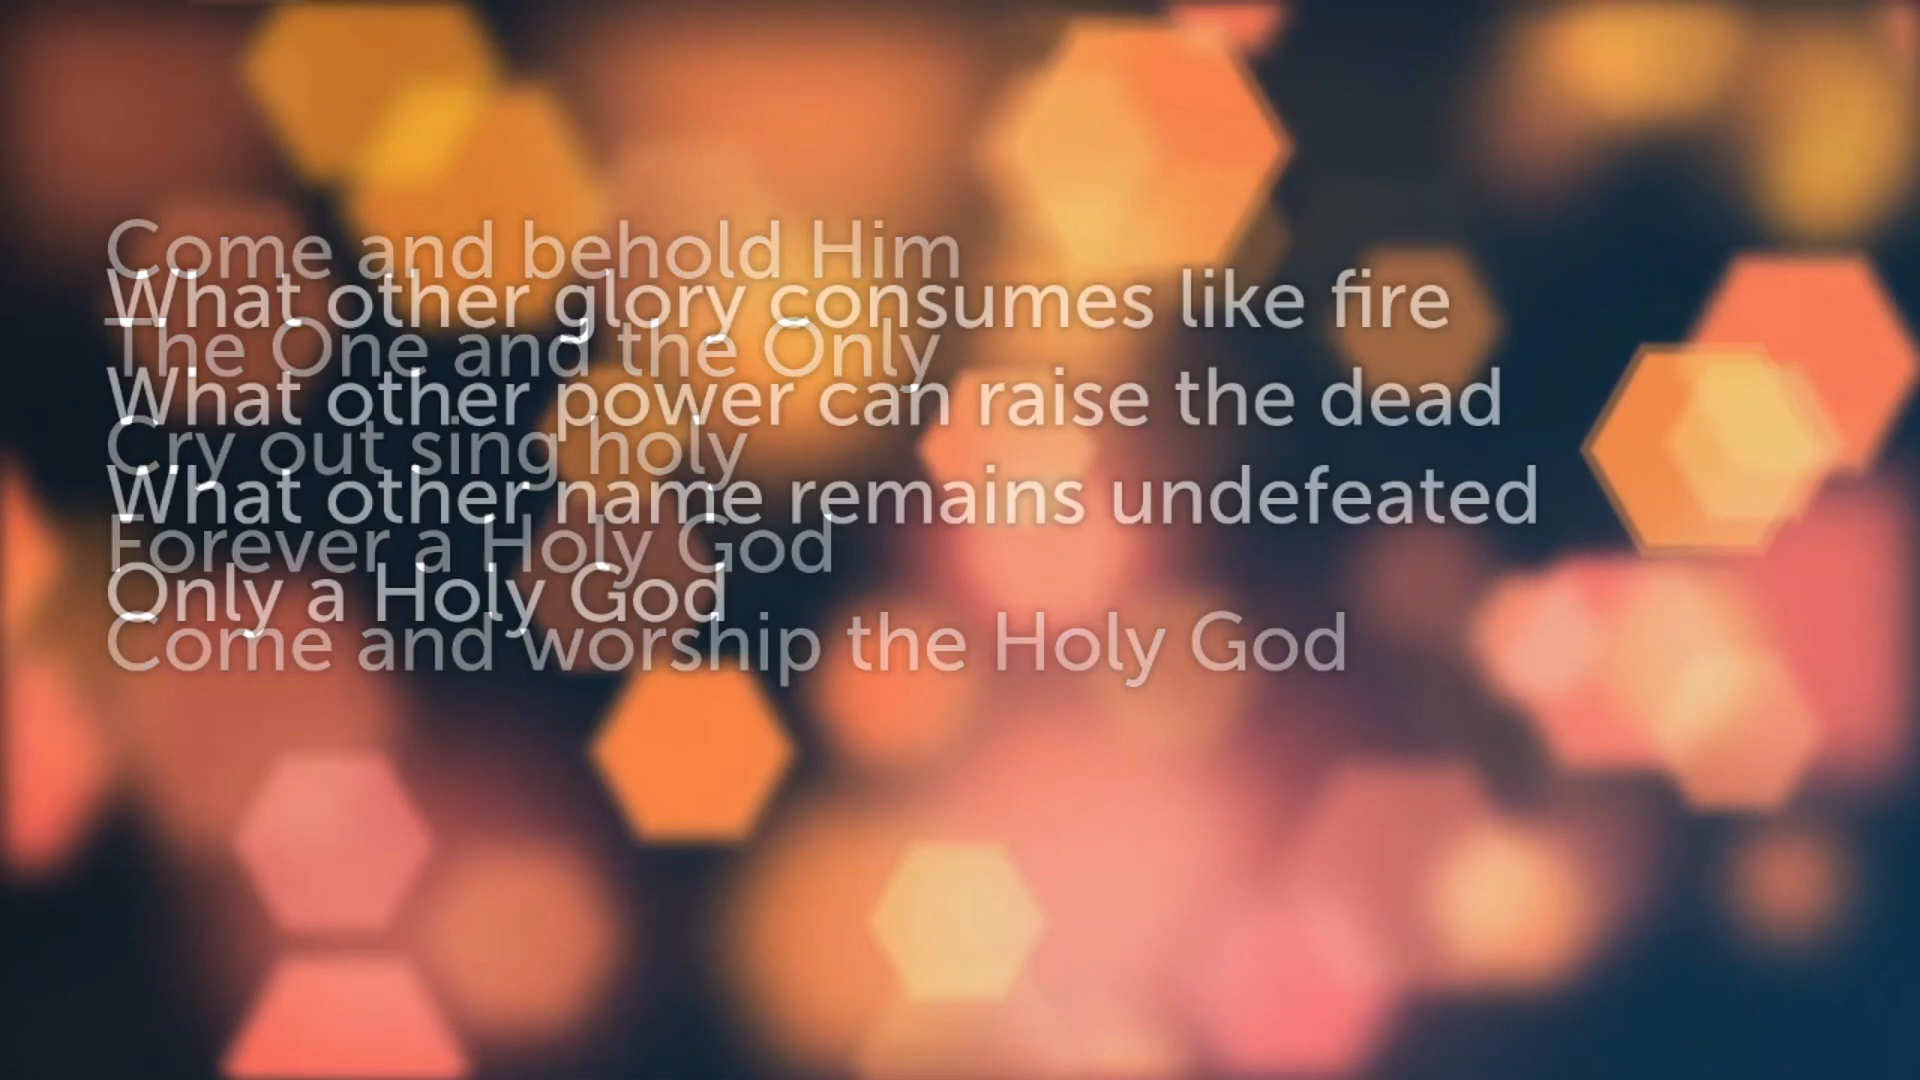 Come and behold Him
What other glory consumes like fire
The One and the Only
What other power can raise the dead
Cry out sing holy
What other name remains undefeated
Forever a Holy God
Only a Holy God
Come and worship the Holy God